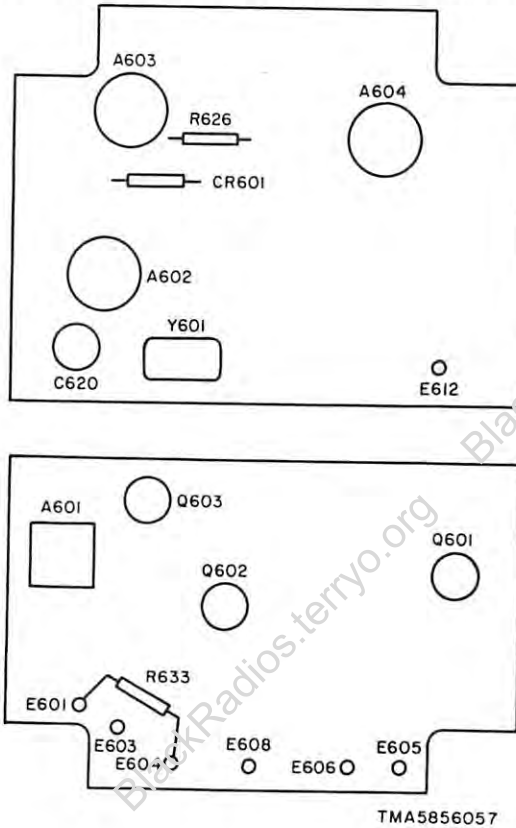 A603
A604
R626
CR601
A602
Y601
C620
E612
Black
A601
Q603
Q601
Q602
R633
E601
E603
E604
E608
E606
E605
BlackRadios.terryo.org
TMA5856057